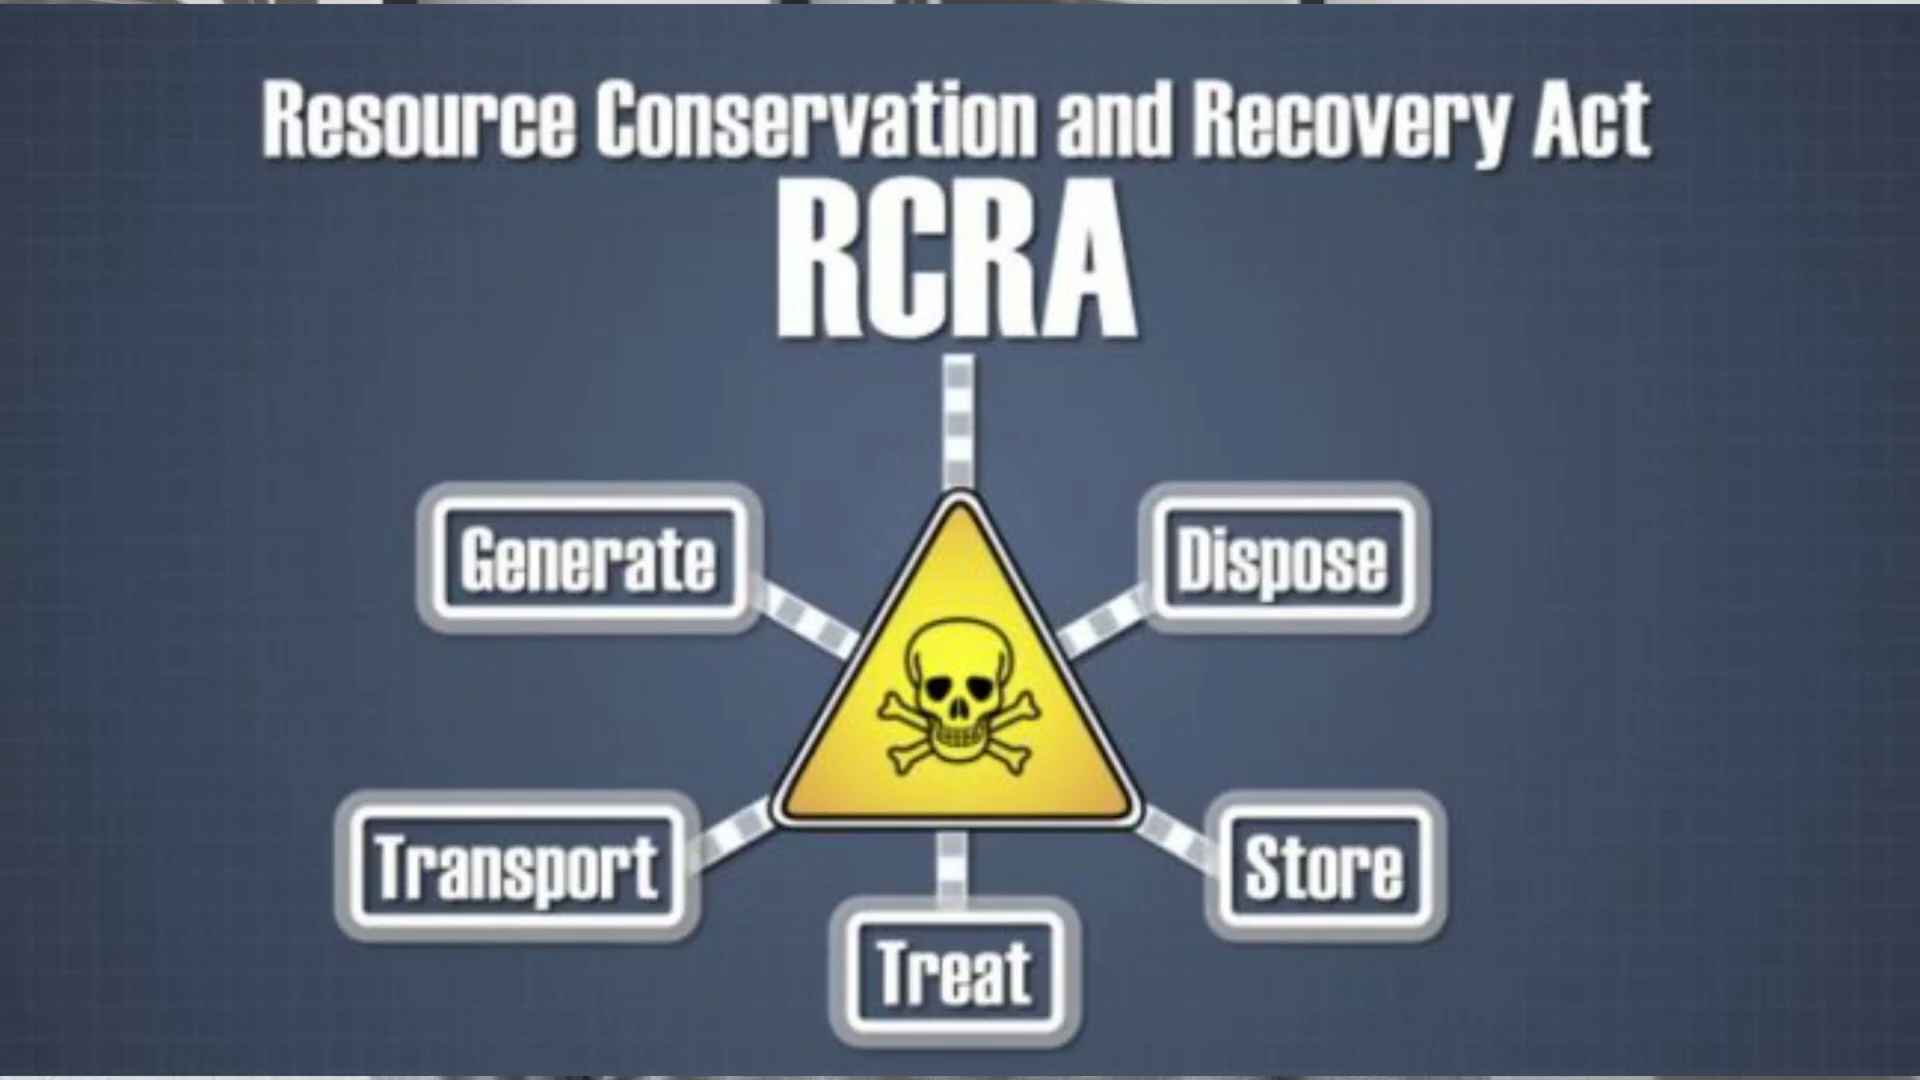 Resource Conservation and Recovery Act
RCRA
Generate
Dispose
Transport
Store
Treat